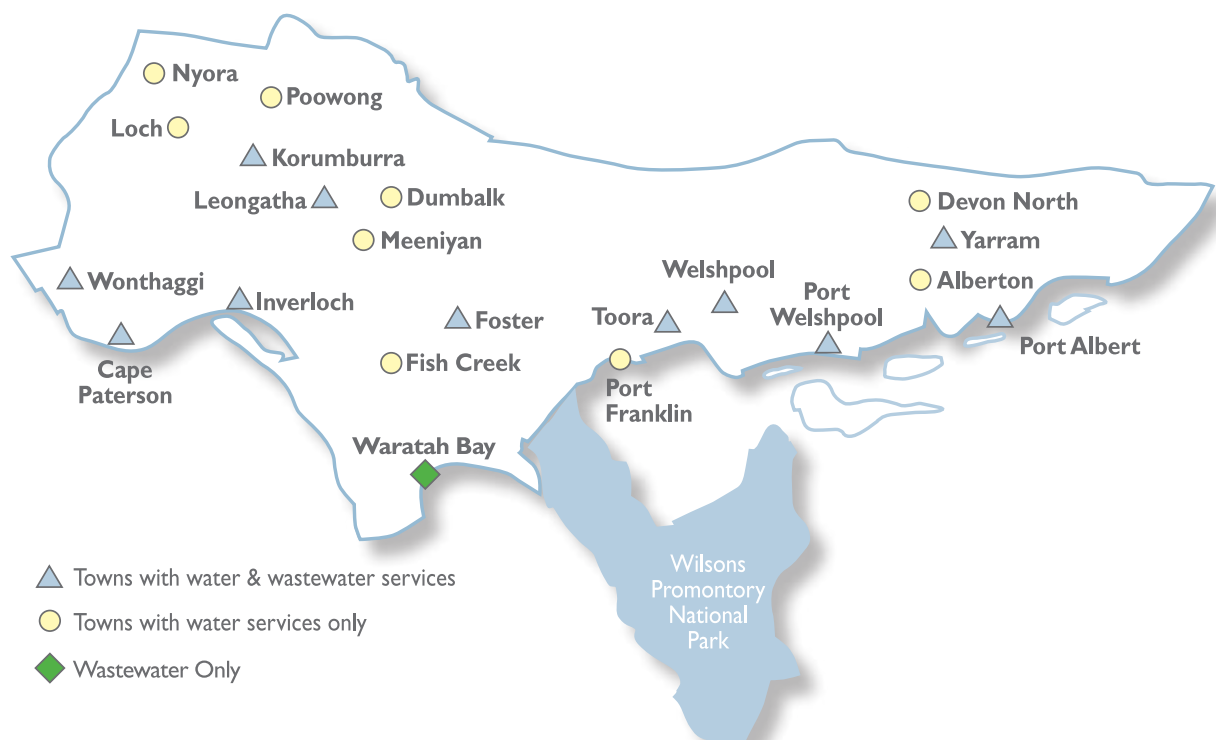 Nyora
Poowong
Loch
Korumburra
Leongatha
Dumbalk
Devon North
Meeniyan
Yarram
Welshpool
Wonthaggi
Alberton
Inverloch
Port
Welshpool
Foster
Toora
Port Albert
Cape
Paterson
Fish Creek
Port
Franklin
Waratah Bay
Wilsons
Promontory
National
Park
Towns with water & wastewater services
Towns with water services only
Wastewater Only